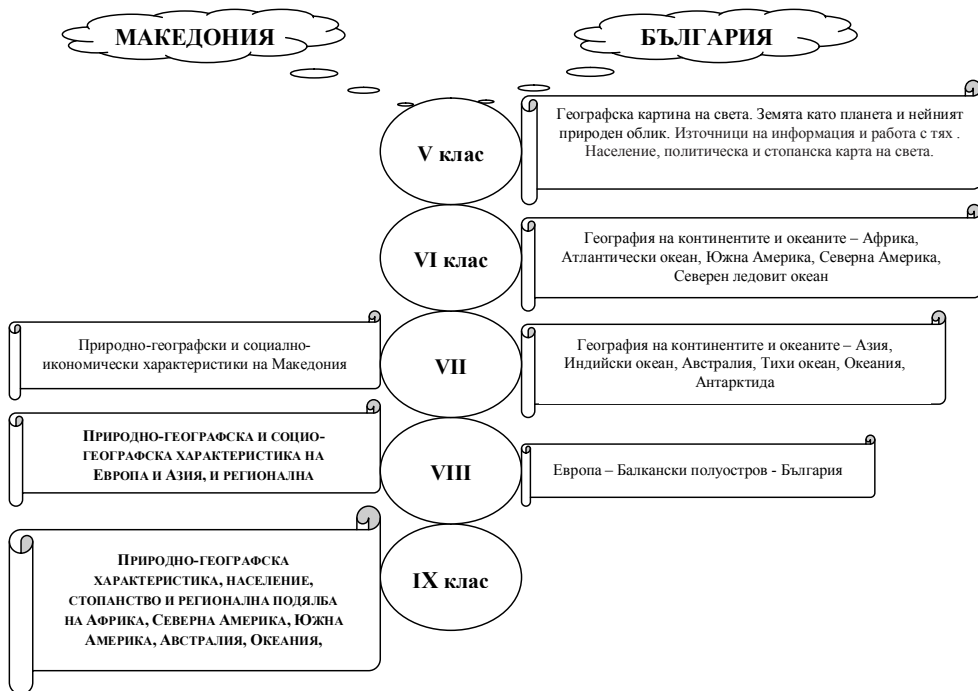 МАКЕДОНИЯ
БЪЛГАРИЯ
V клас
Географска картина на света. Земята като планета и нейният
природен облик. Източници на информация и работа с тях .
Население, политическа и стопанска карта на света.
VI клас
География на континентите и океаните – Африка,
Атлантически океан, Южна Америка, Северна Америка,
Северен ледовит океан
Природно-географски и социално-
икономически характеристики на Македония
VII
География на континентите и океаните – Азия,
Индийски океан, Австралия, Тихи океан, Океания,
Антарктида
ПРИРОДНО-ГЕОГРАФСКА И СОЦИО-
ГЕОГРАФСКА ХАРАКТЕРИСТИКА НА
ЕВРОПА И АЗИЯ, И РЕГИОНАЛНА
VIII
Европа – Балкански полуостров - България
ПРИРОДНО-ГЕОГРАФСКА
ХАРАКТЕРИСТИКА, НАСЕЛЕНИЕ,
СТОПАНСТВО И РЕГИОНАЛНА ПОДЯЛБА
НА АФРИКА, СЕВЕРНА АМЕРИКА, ЮЖНА
АМЕРИКА, АВСТРАЛИЯ, ОКЕАНИЯ,
IX клас